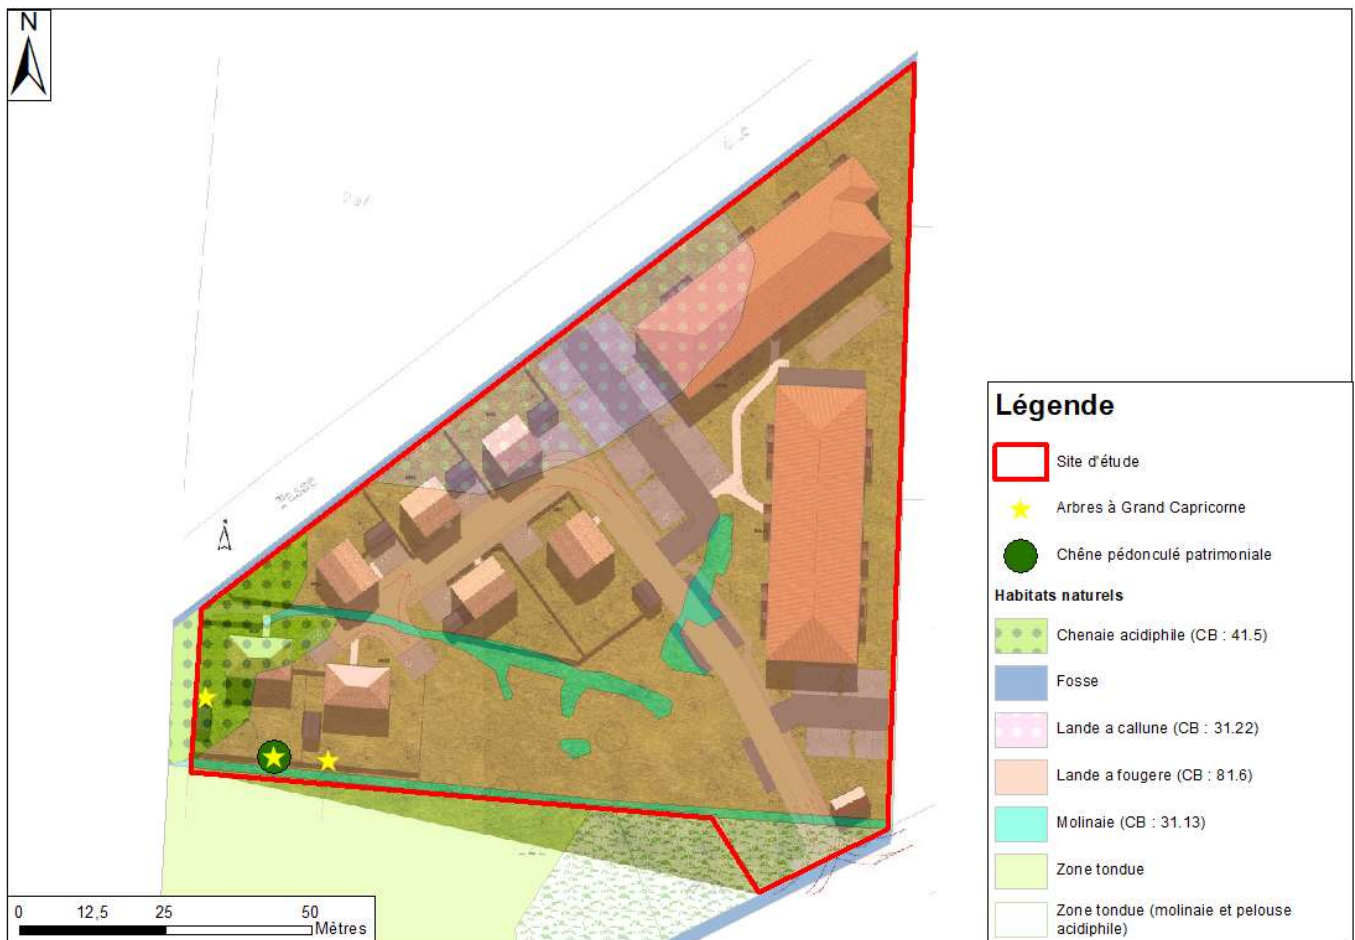 N
Légende
Site d'étude
Arbres à Grand Capricorne
Chêne pédonculé patrimoniale
Habitats naturels
Chenaie acidiphile (CB : 41.5)
Fosse
Lande a callune (CB : 31.22)
Lande a fougere (CB : 81.6)
Molinaie (CB : 31.13)
Zone tondue
Zone tondue (molinaie et pelouse
acidiphile)
0 12,5 25 50
Mètres